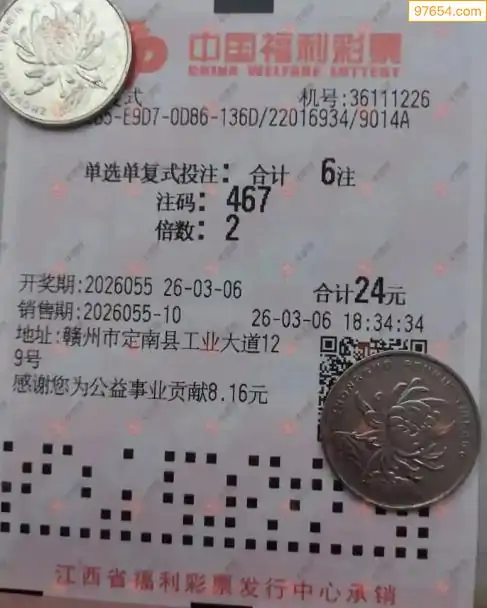 97654.com
中国福利彩票
CHINA WELFARE LOTTERY
复式
机号:36111226
B5-E9D7-0D86-136D/22016934/9014A
单选单复式投注: 合计 6注
注码: 467
倍数: 2
开奖期:2026055 26-03-06 合计24元
销售期:2026055-10 26-03-06 18:34:34
地址:赣州市定南县工业大道12
9号
感谢您为公益事业贡献8.16元
江西省福利彩票发行中心承销